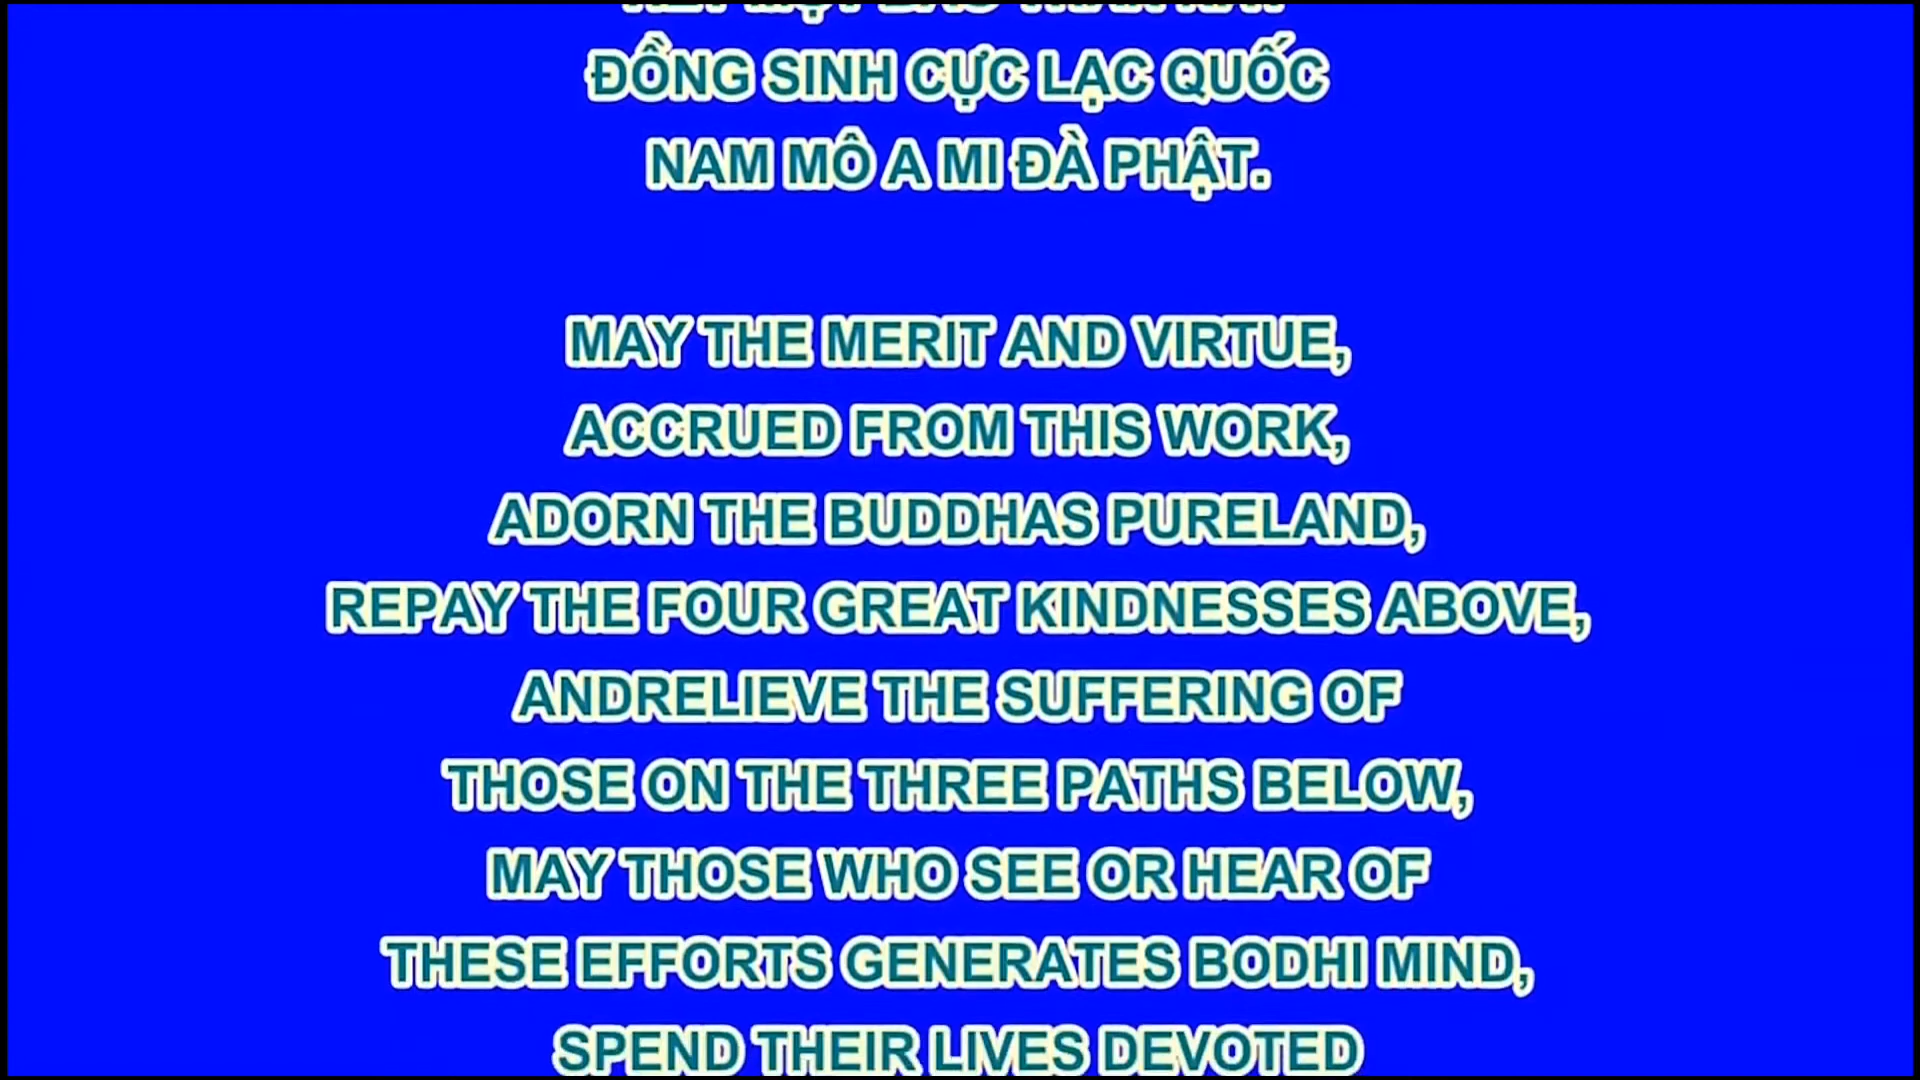 ĐỒNG SINH CỰC LẠC QUỐC
NAM MÔ A MI ĐÀ PHẬT.
MAY THE MERIT AND VIRTUE,
ACCRUED FROM THIS WORK,
ADORN THE BUDDHAS PURELAND,
REPAY THE FOUR GREAT KINDNESSES ABOVE,
ANDRELIEVE THE SUFFERING OF
THOSE ON THE THREE PATHS BELOW,
MAY THOSE WHO SEE OR HEAR OF
THESE EFFORTS GENERATES BODHI MIND,
SPEND THEIR LIVES DEVOTED